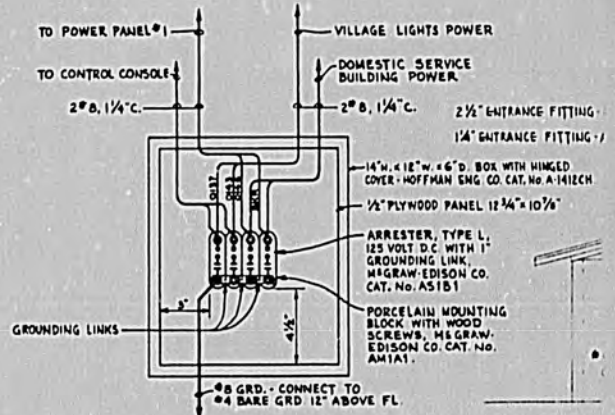 TO POWER PANEL #1
VILLAGE LIGHTS POWER
TO CONTROL CONSOLE
DOMESTIC SERVICE
BUILDING POWER
2#8, 1¼"C.
2#8, 1¼"C.
2½" ENTRANCE FITTING-
1¼" ENTRANCE FITTING-
14"H. x 12"W. x 6"D. BOX WITH HINGED
COVER-HOFFMAN ENG. CO. CAT. No. A-1412CH
½" PLYWOOD PANEL 12¾" x 10⅞"
ARRESTER, TYPE L,
125 VOLT D.C. WITH 1"
GROUNDING LINK,
McGRAW-EDISON CO.
CAT. No. AS1B1
3"
4½"
PORCELAIN MOUNTING
BLOCK WITH WOOD
SCREWS, McGRAW-
EDISON CO. CAT. NO.
AM1A1.
GROUNDING LINKS
#8 GRD. - CONNECT TO
#4 BARE GRD. 12" ABOVE FL.